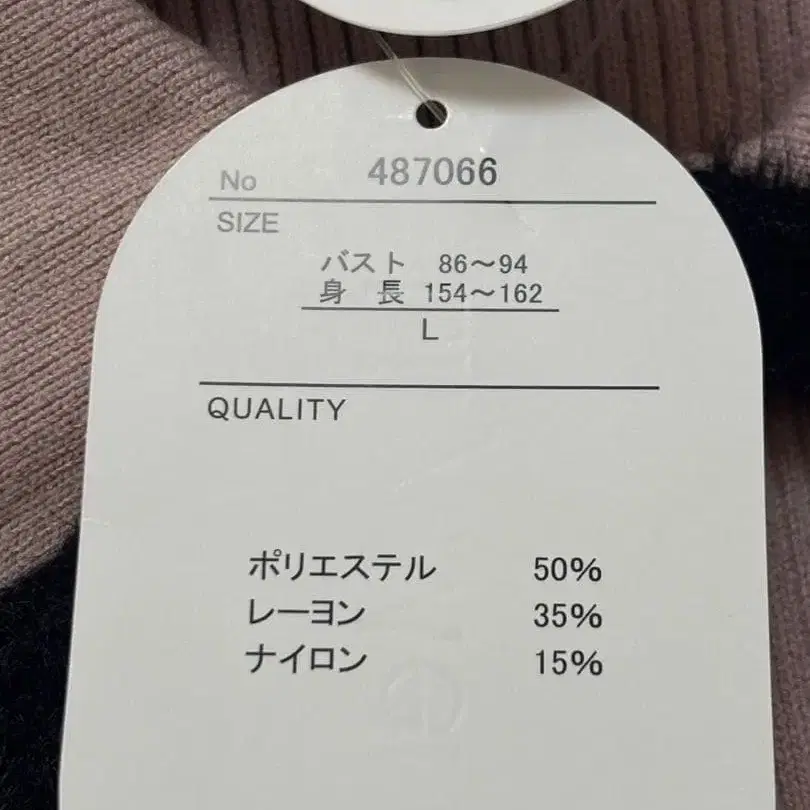 No 487066
SIZE
バスト 86～94
身 長 154～162
L
QUALITY
ポリエステル 50%
レーヨン 35%
ナイロン 15%